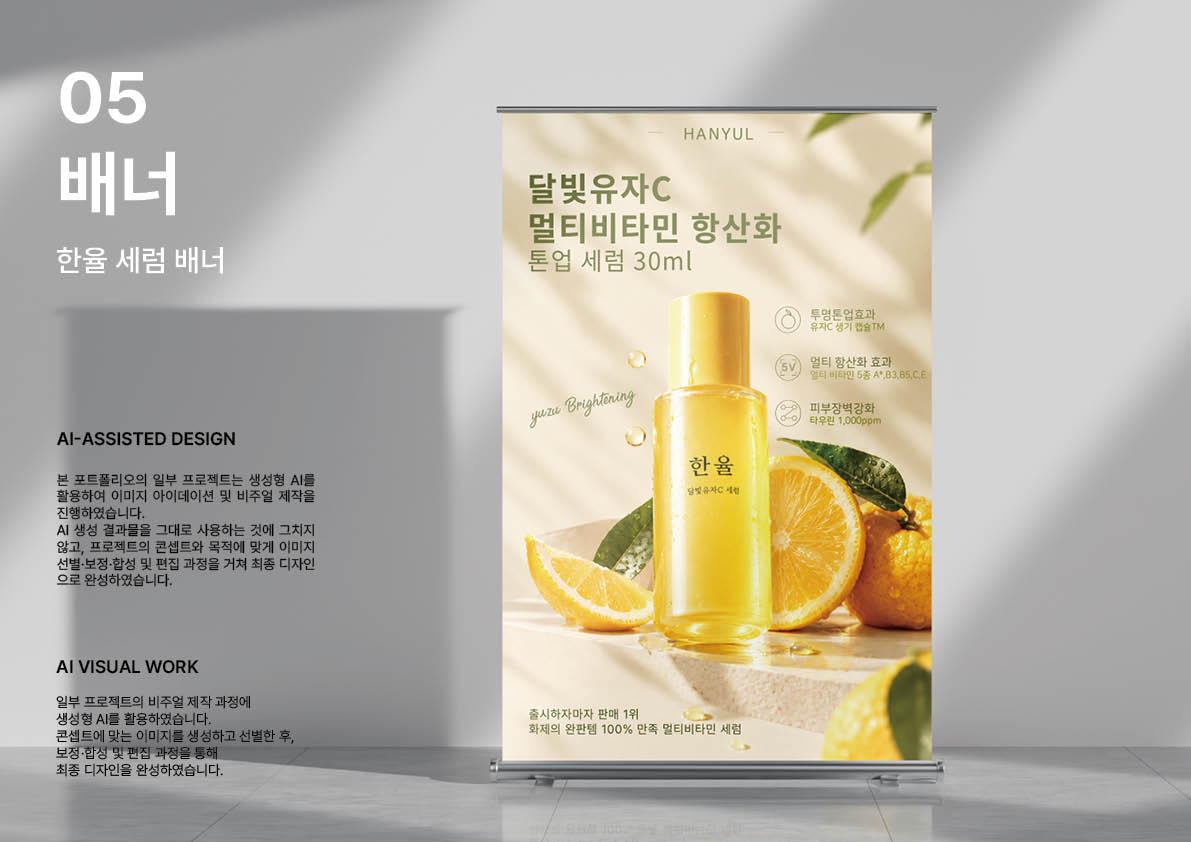 05
배너
한율 세럼 배너
AI-ASSISTED DESIGN
본 포트폴리오의 일부 프로젝트는 생성형 AI를
활용하여 이미지 아이데이션 및 비주얼 제작을
진행하였습니다.
AI 생성 결과물을 그대로 사용하는 것에 그치지
않고, 프로젝트의 콘셉트와 목적에 맞게 이미지
선별·보정·합성 및 편집 과정을 거쳐 최종 디자인
으로 완성하였습니다.
AI VISUAL WORK
일부 프로젝트의 비주얼 제작 과정에
생성형 AI를 활용하였습니다.
콘셉트에 맞는 이미지를 생성하고 선별한 후,
보정·합성 및 편집 과정을 통해
최종 디자인을 완성하였습니다.
HANYUL
달빛유자C
멀티비타민 항산화
톤업 세럼 30ml
투명톤업효과
유자C 생기 캡슐TM
5V
멀티 항산화 효과
멀티 비타민 5종 A*,B3,B5,C,E
피부장벽강화
타우린 1,000ppm
yuzu Brightening
한율
달빛유자C 세럼
출시하자마자 판매 1위
화제의 완판템 100% 만족 멀티비타민 세럼